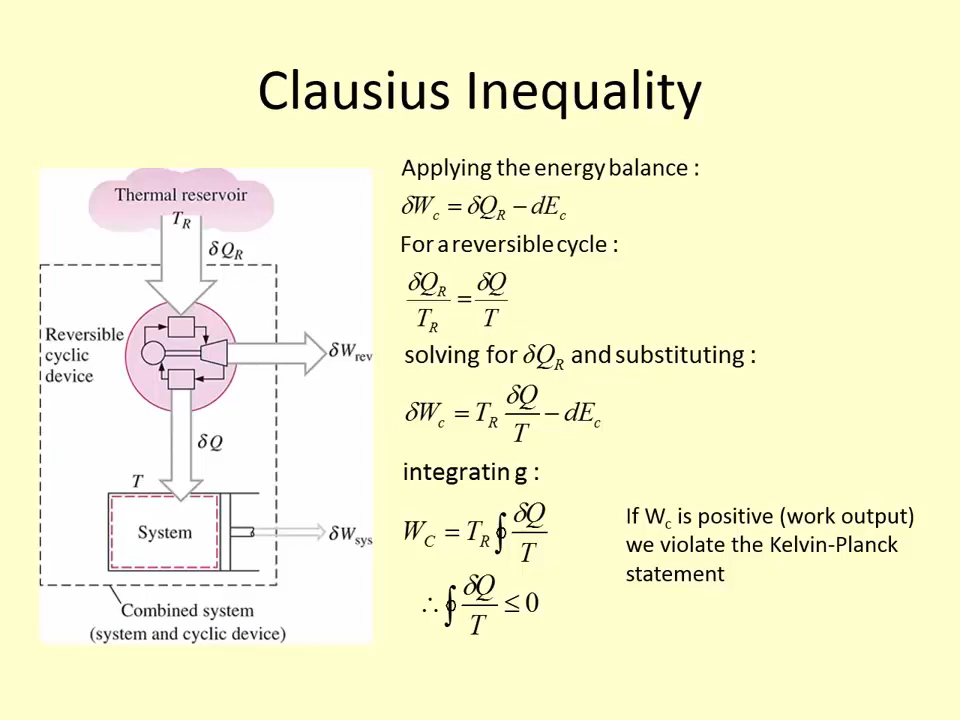 Clausius Inequality
Thermal reservoir
T_R
δQ_R
Reversible
cyclic
device
δW_rev
δQ
T
System
δW_sys
Combined system
(system and cyclic device)
Applying the energy balance :
δW_c = δQ_R − dE_c
For a reversible cycle :
δQ_R / T_R = δQ / T
solving for δQ_R and substituting :
δW_c = T_R δQ / T − dE_c
integratin g :
W_C = T_R ∮ δQ / T
∴ ∮ δQ / T ≤ 0
If W_c is positive (work output)
we violate the Kelvin-Planck
statement